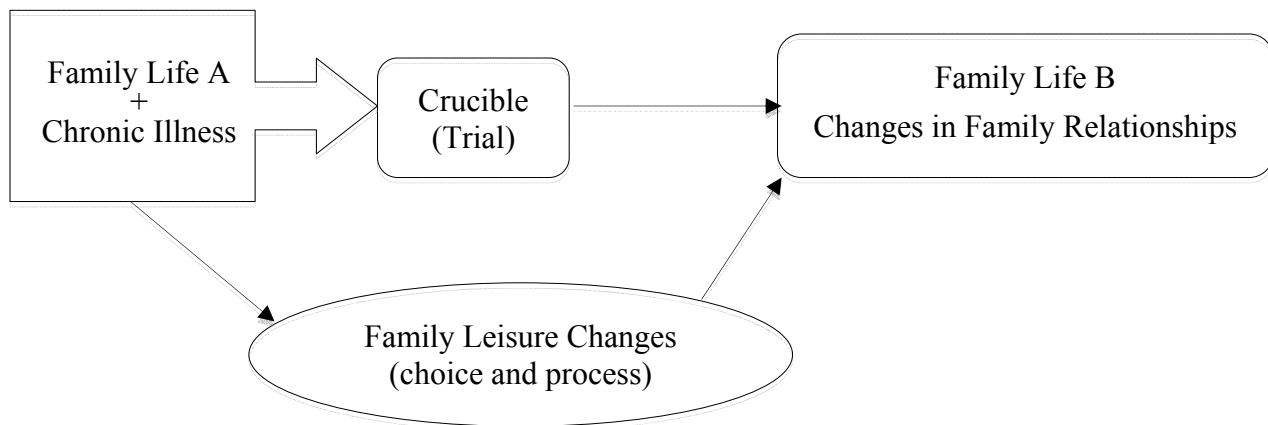 Family Life A
+
Chronic Illness
Crucible
(Trial)
Family Life B
Changes in Family Relationships
Family Leisure Changes
(choice and process)